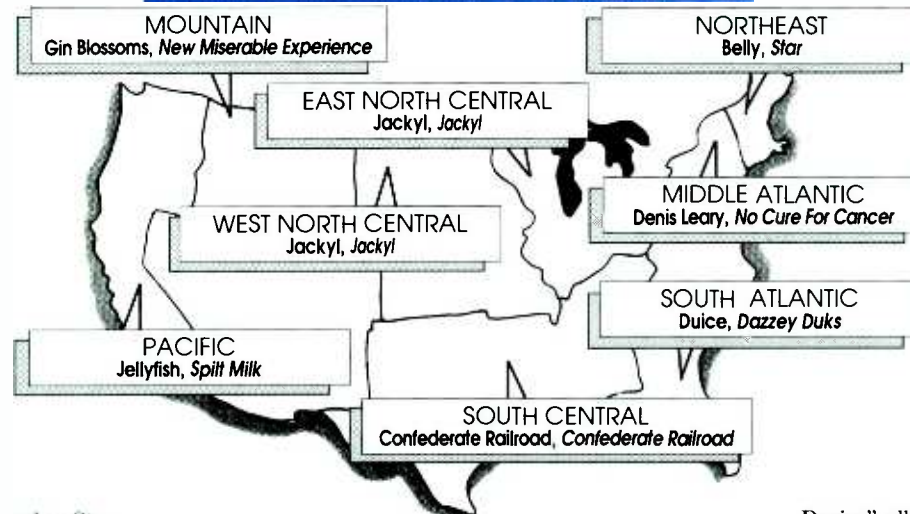 MOUNTAIN
Gin Blossoms, New Miserable Experience
NORTHEAST
Belly, Star
EAST NORTH CENTRAL
Jackyl, Jackyl
MIDDLE ATLANTIC
Denis Leary, No Cure For Cancer
WEST NORTH CENTRAL
Jackyl, Jackyl
SOUTH ATLANTIC
Duice, Dazzey Duks
PACIFIC
Jellyfish, Spilt Milk
SOUTH CENTRAL
Confederate Railroad, Confederate Railroad